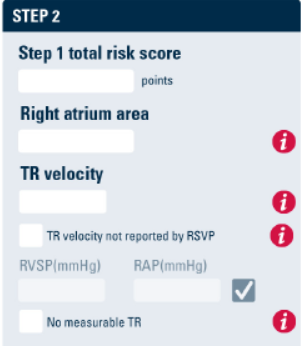 STEP 2
Step 1 total risk score
points
Right atrium area
i
TR velocity
i
TR velocity not reported by RSVP
i
RVSP(mmHg) RAP(mmHg)
No measurable TR
i